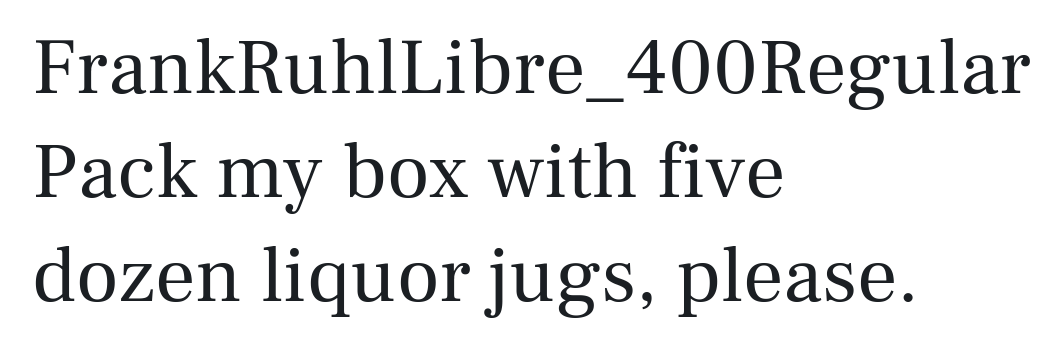 FrankRuhlLibre_400Regular
Pack my box with five
dozen liquor jugs, please.